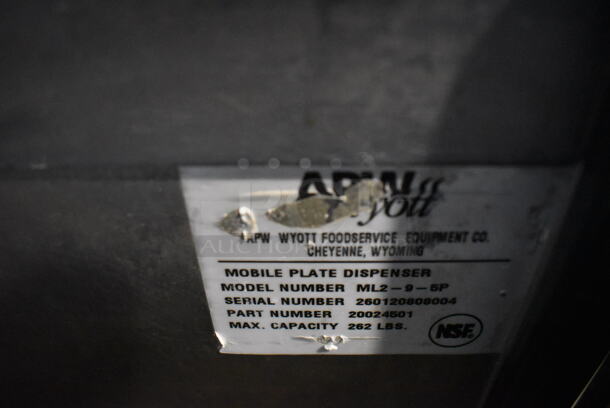 APW
Wyott
APW WYOTT FOODSERVICE EQUIPMENT CO.
CHEYENNE, WYOMING
MOBILE PLATE DISPENSER
MODEL NUMBER ML2-9-5P
SERIAL NUMBER 260120808004
PART NUMBER 20024501
MAX. CAPACITY 262 LBS.
NSF